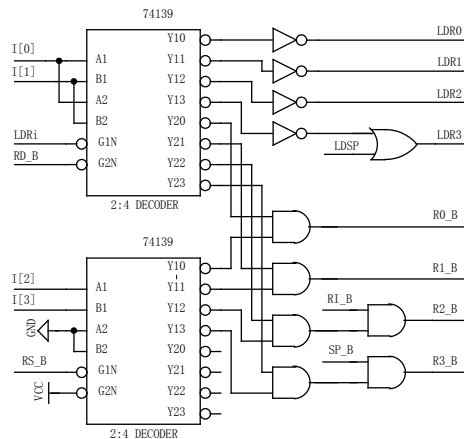 74139
I[0]
A1
Y10
LDR0
I[1]
B1
Y11
LDR1
A2
Y12
LDR2
B2
Y13
LDR3
LDSP
LDRi
G1N
Y20
RD_B
G2N
Y21
Y22
Y23
2:4 DECODER
R0_B
74139
Y10
I[2]
A1
Y11
R1_B
I[3]
B1
Y12
RI_B
GND
A2
Y13
R2_B
B2
Y20
SP_B
RS_B
G1N
Y21
R3_B
VCC
G2N
Y22
Y23
2:4 DECODER